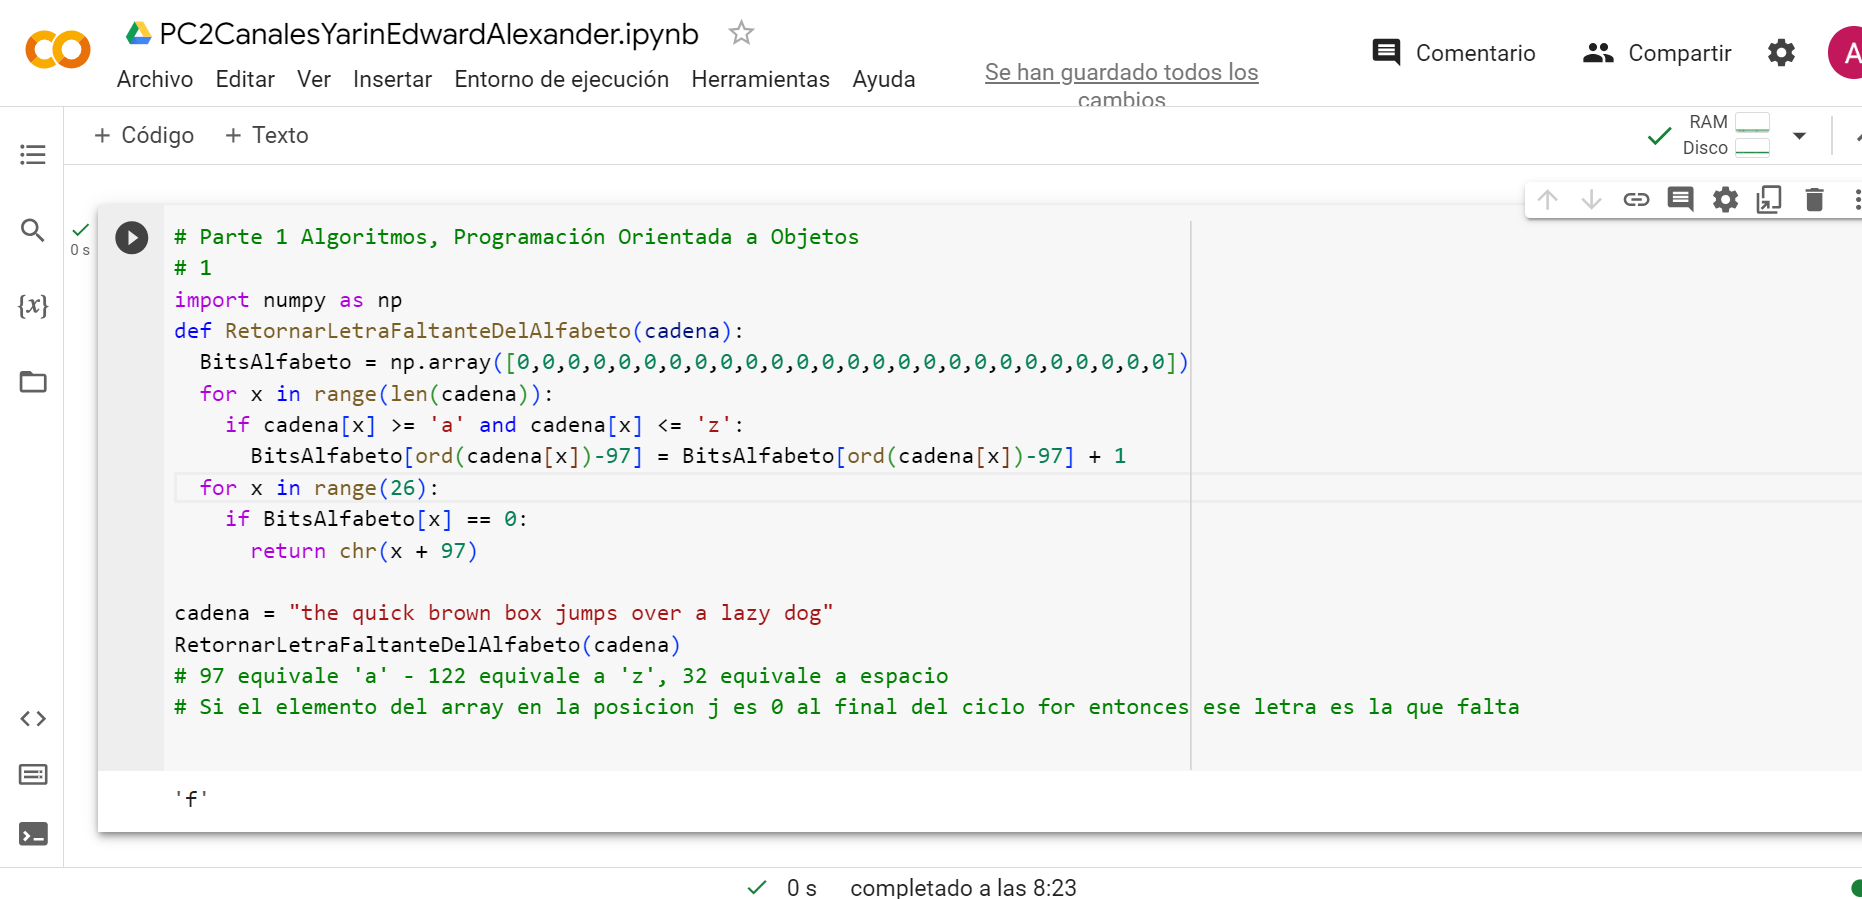 PC2CanalesYarinEdwardAlexander.ipynb
Archivo Editar Ver Insertar Entorno de ejecución Herramientas Ayuda
Se han guardado todos los
cambios
Comentario
Compartir
A
+ Código + Texto
RAM
Disco
{x}
0 s
# Parte 1 Algoritmos, Programación Orientada a Objetos
# 1
import numpy as np
def RetornarLetraFaltanteDelAlfabeto(cadena):
  BitsAlfabeto = np.array([0,0,0,0,0,0,0,0,0,0,0,0,0,0,0,0,0,0,0,0,0,0,0,0,0,0])
  for x in range(len(cadena)):
    if cadena[x] >= 'a' and cadena[x] <= 'z':
      BitsAlfabeto[ord(cadena[x])-97] = BitsAlfabeto[ord(cadena[x])-97] + 1
  for x in range(26):
    if BitsAlfabeto[x] == 0:
      return chr(x + 97)
cadena = "the quick brown box jumps over a lazy dog"
RetornarLetraFaltanteDelAlfabeto(cadena)
# 97 equivale 'a' - 122 equivale a 'z', 32 equivale a espacio
# Si el elemento del array en la posicion j es 0 al final del ciclo for entonces ese letra es la que falta
'f'
0 s completado a las 8:23